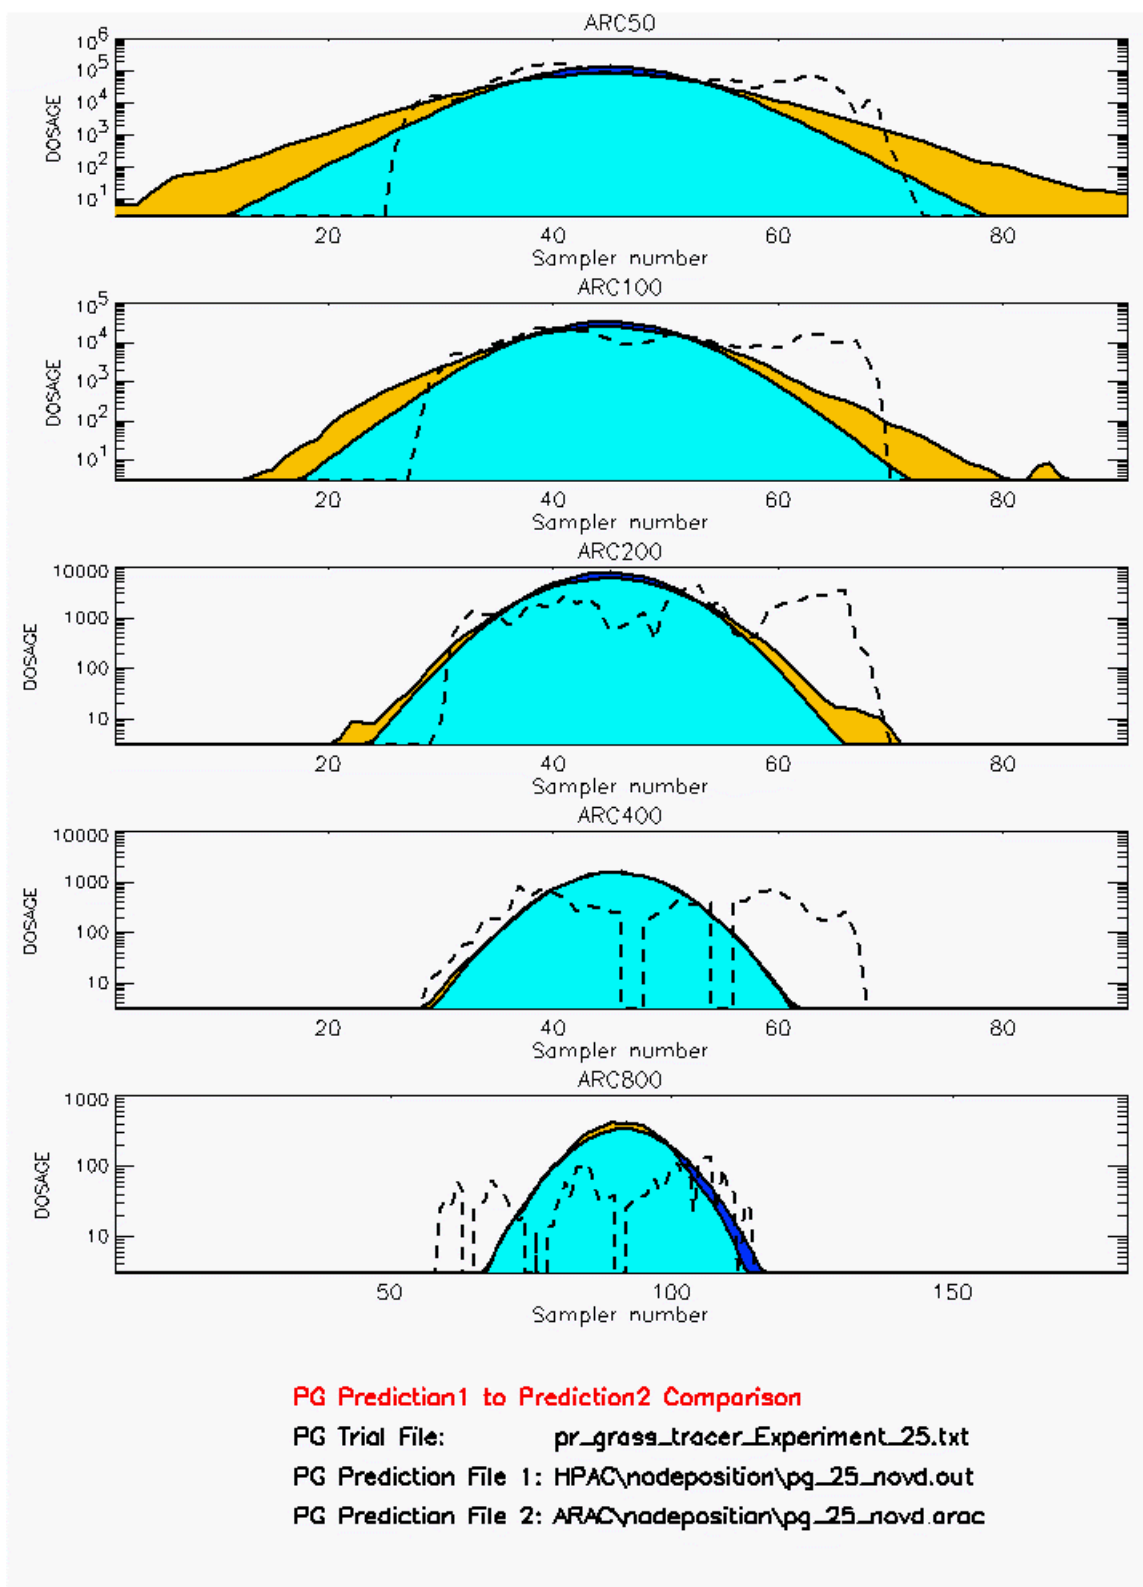 ARC50
DOSAGE
10^6
10^5
10^4
10^3
10^2
10^1
20 40 60 80
Sampler number
ARC100
DOSAGE
10^5
10^4
10^3
10^2
10^1
20 40 60 80
Sampler number
ARC200
DOSAGE
10000
1000
100
10
20 40 60 80
Sampler number
ARC400
DOSAGE
10000
1000
100
10
20 40 60 80
Sampler number
ARC800
DOSAGE
1000
100
10
50 100 150
Sampler number
PG Prediction1 to Prediction2 Comparison
PG Trial File: pr_grass_tracer_Experiment_25.txt
PG Prediction File 1: HPAC\nodeposition\pg_25_novd.out
PG Prediction File 2: ARAC\nodeposition\pg_25_novd.arac